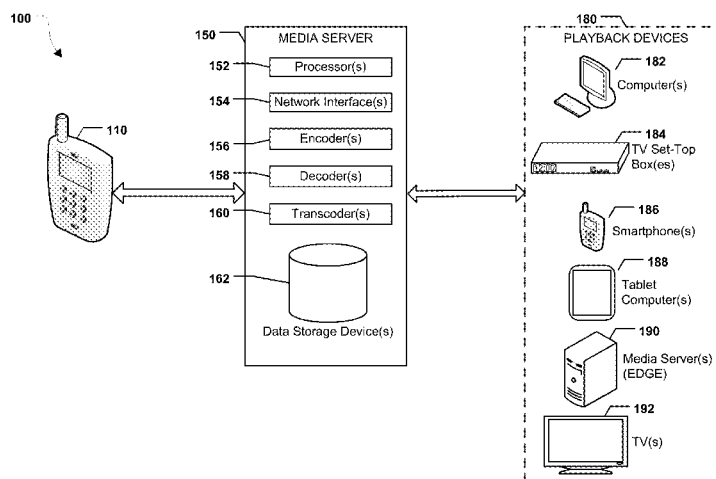 100
110
150
MEDIA SERVER
152
Processor(s)
154
Network Interface(s)
156
Encoder(s)
158
Decoder(s)
160
Transcoder(s)
162
Data Storage Device(s)
180
PLAYBACK DEVICES
182
Computer(s)
184
TV Set-Top
Box(es)
186
Smartphone(s)
188
Tablet
Computer(s)
190
Media Server(s)
(EDGE)
192
TV(s)